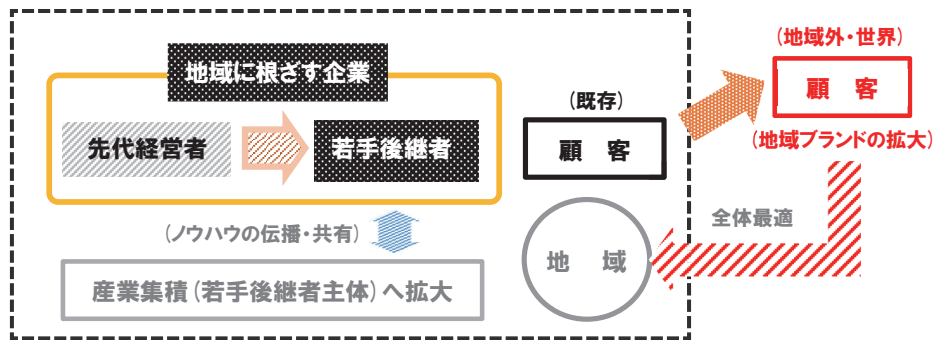 地域に根ざす企業
先代経営者
若手後継者
(ノウハウの伝播・共有)
産業集積(若手後継者主体)へ拡大
(既存)
顧　客
地　域
(地域外・世界)
顧　客
(地域ブランドの拡大)
全体最適